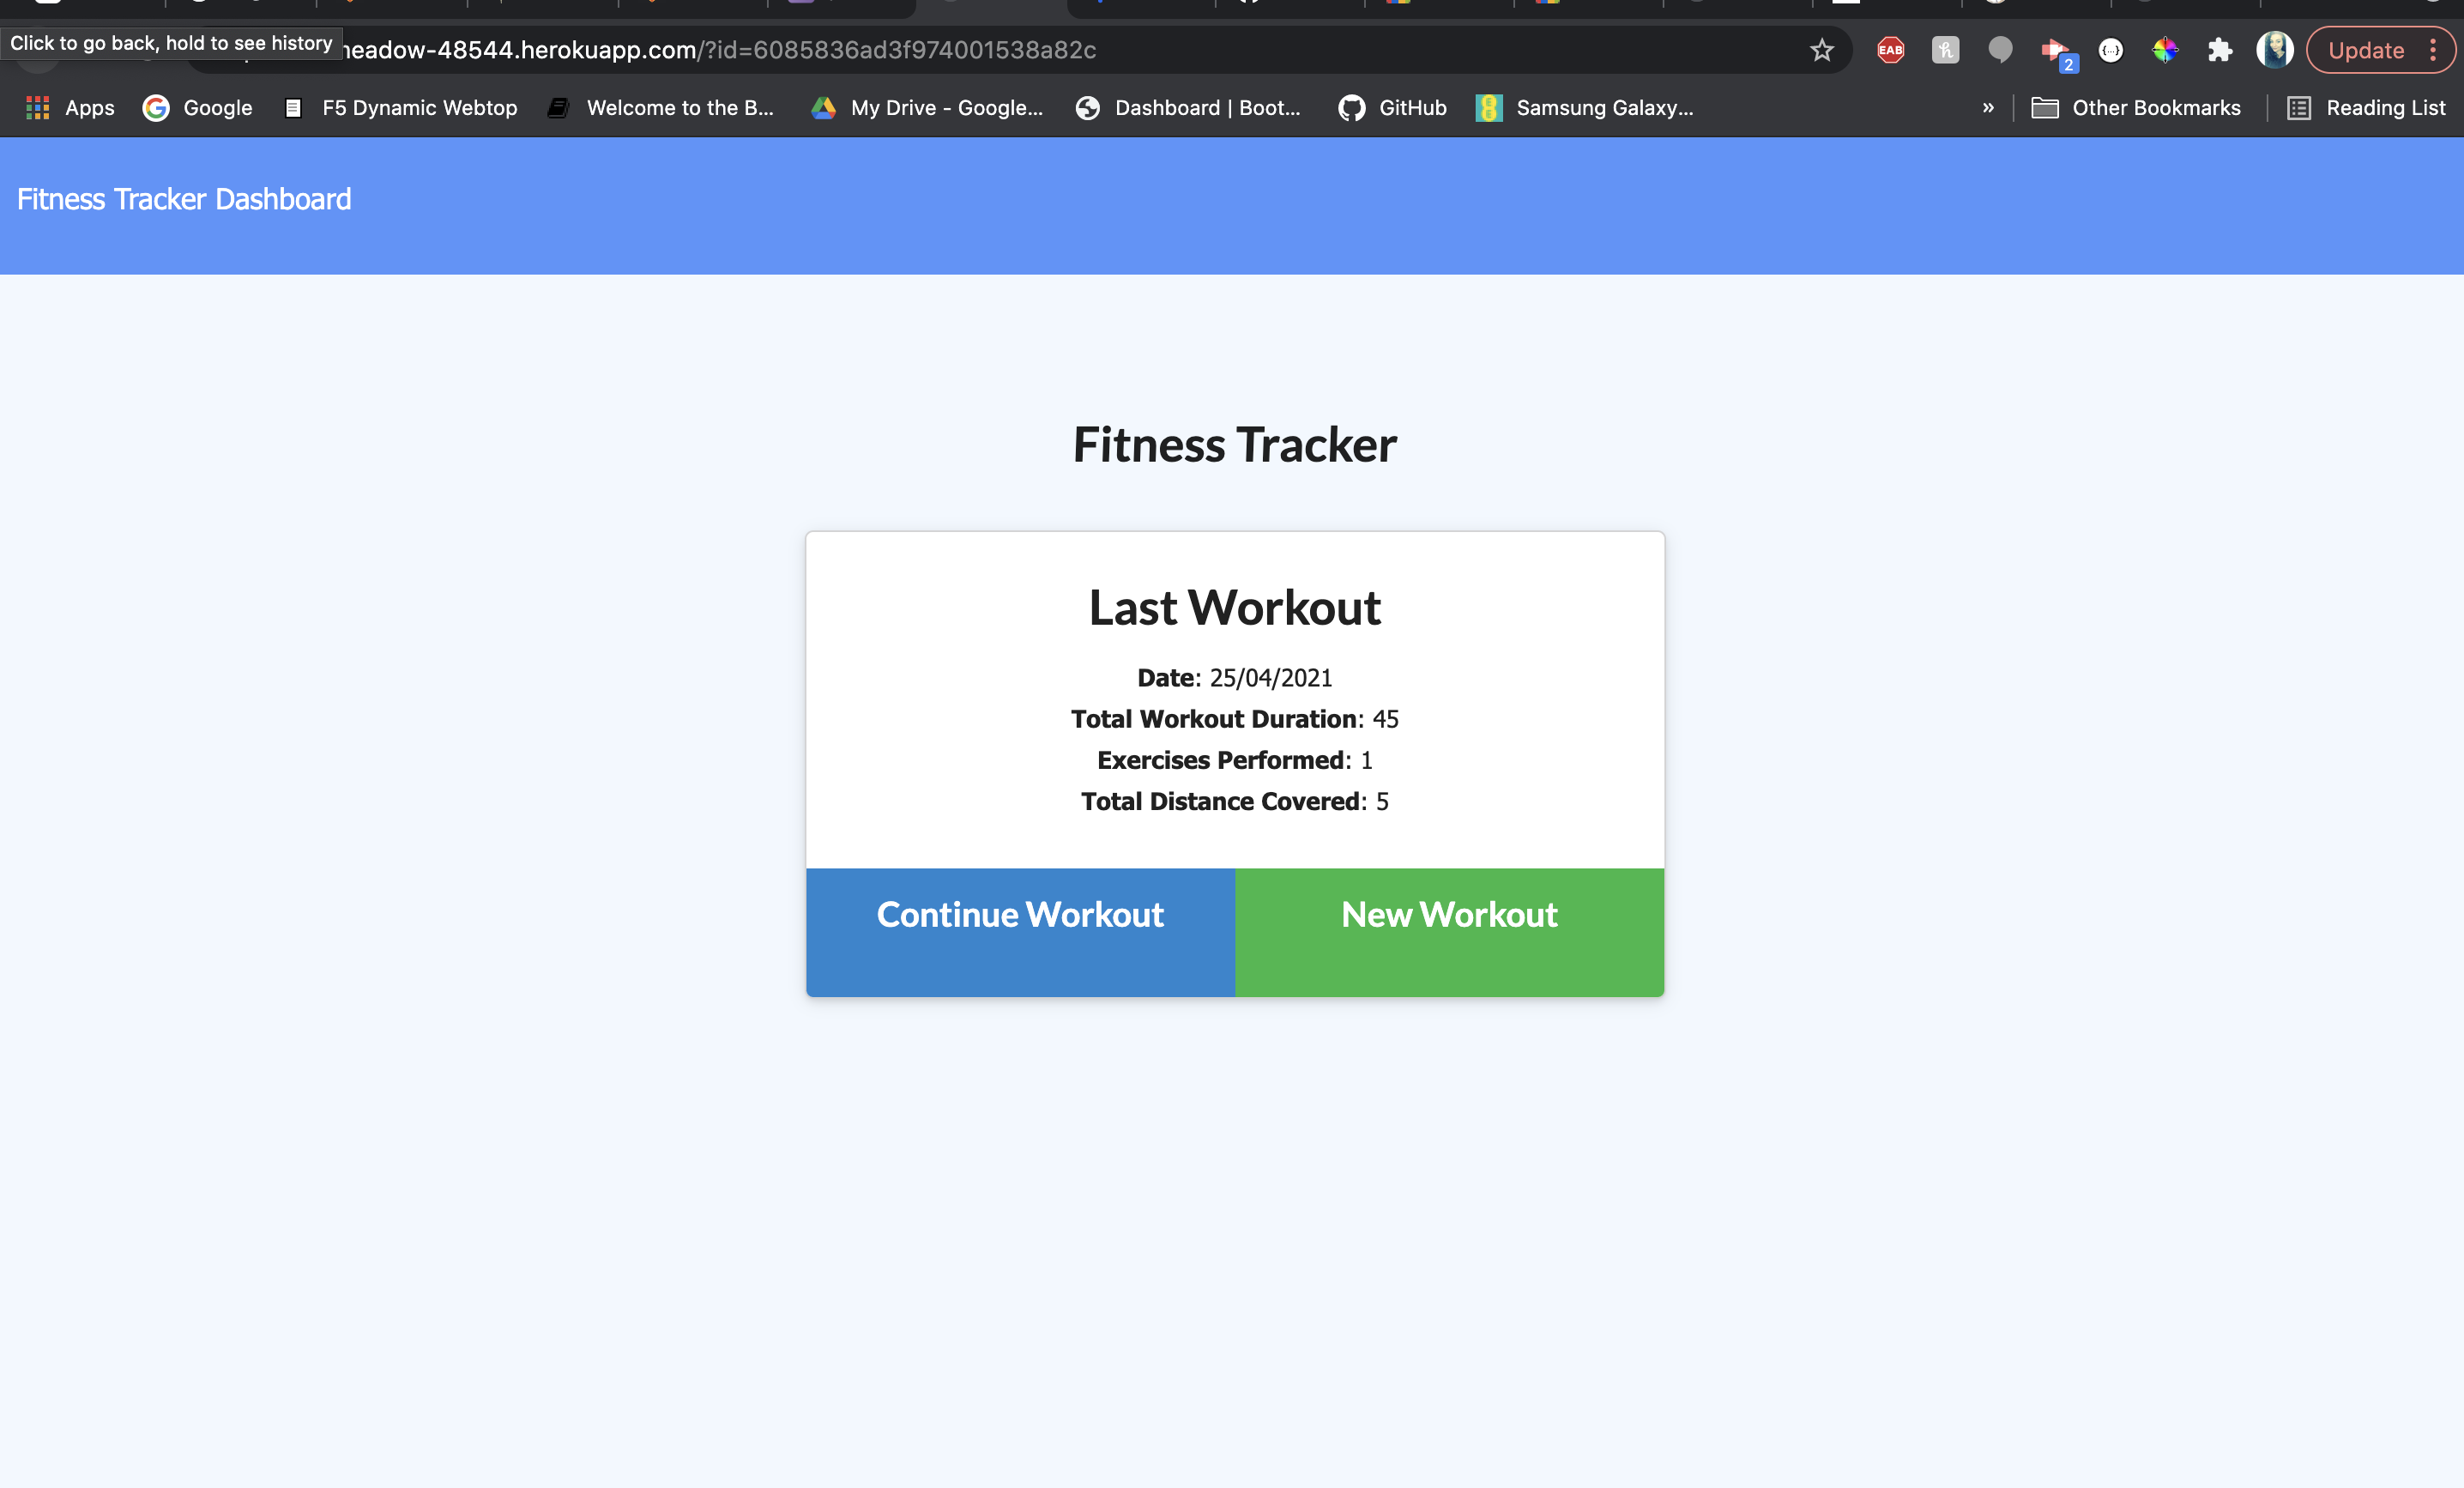 Click to go back, hold to see history
neadow-48544.herokuapp.com/?id=6085836ad3f974001538a82c
EAB
h
2
Update
Apps
Google
F5 Dynamic Webtop
Welcome to the B...
My Drive - Google...
Dashboard | Boot...
GitHub
Samsung Galaxy...
»
Other Bookmarks
Reading List
Fitness Tracker Dashboard
Fitness Tracker
Last Workout
Date: 25/04/2021
Total Workout Duration: 45
Exercises Performed: 1
Total Distance Covered: 5
Continue Workout
New Workout